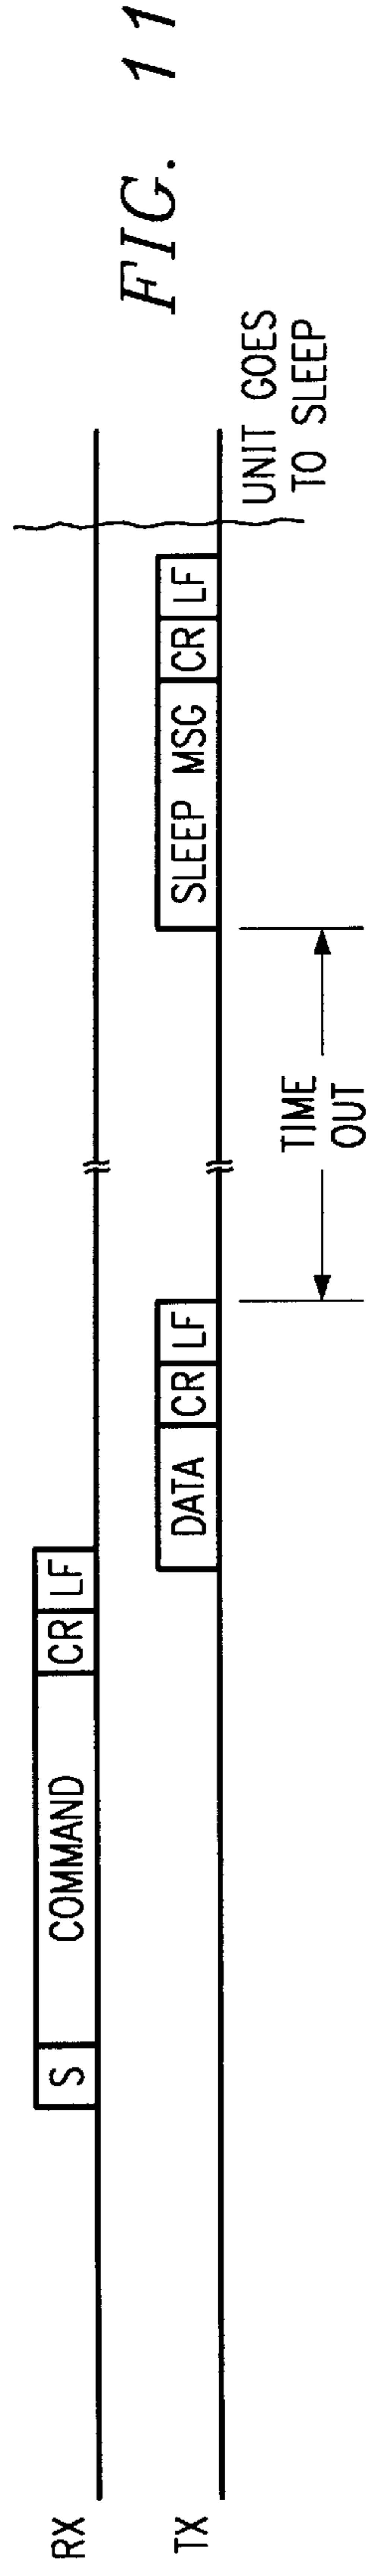 RX
S COMMAND CR LF
TX
DATA CR LF
SLEEP MSG CR LF
TIME
OUT
UNIT GOES
TO SLEEP
FIG. 11